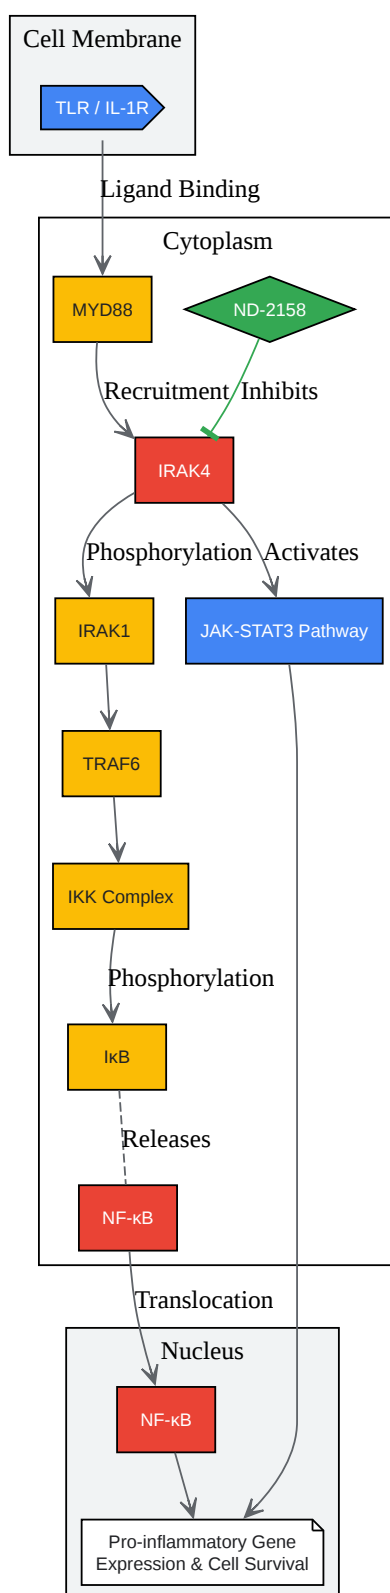 Cell Membrane
TLR / IL-1R
Ligand Binding
Cytoplasm
MYD88
ND-2158
Recruitment
Inhibits
IRAK4
Phosphorylation
Activates
IRAK1
JAK-STAT3 Pathway
TRAF6
IKK Complex
Phosphorylation
IκB
Releases
NF-κB
Translocation
Nucleus
NF-κB
Pro-inflammatory Gene
Expression & Cell Survival